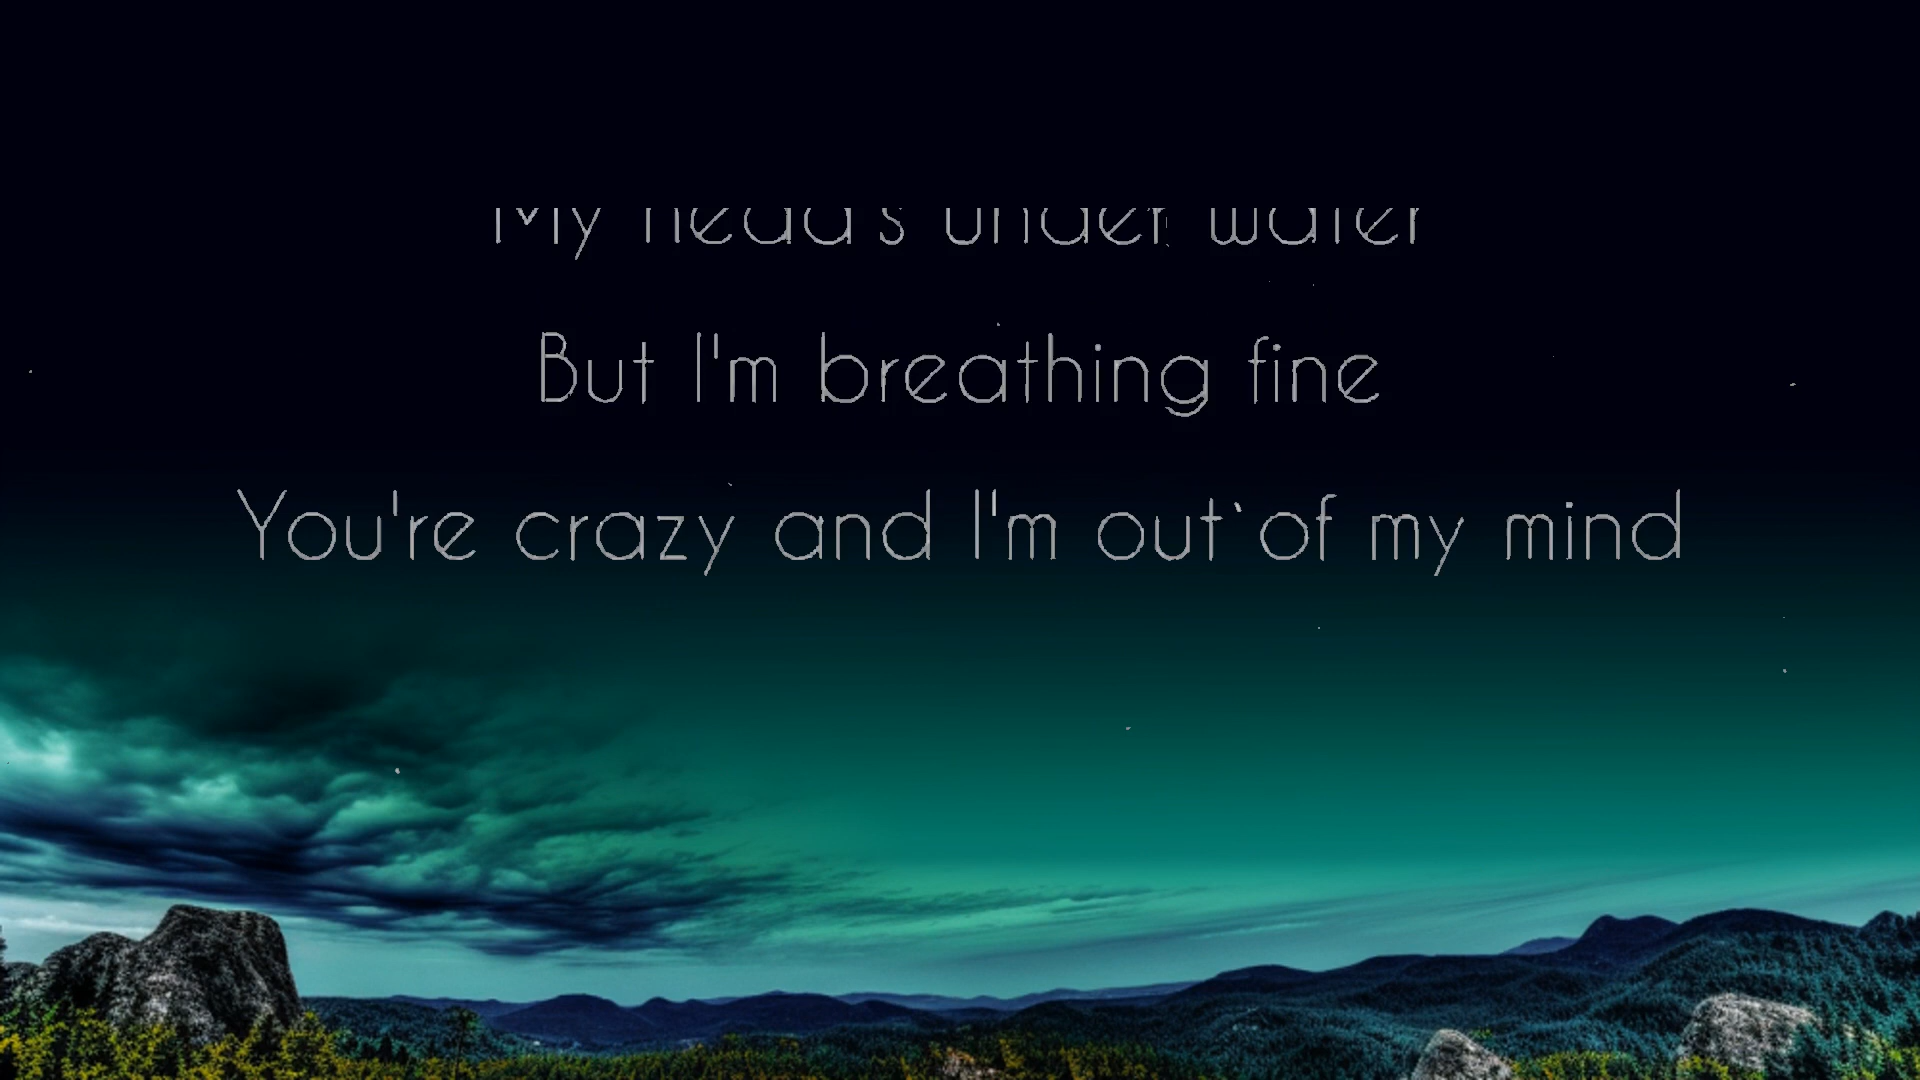 My head's under water
But I'm breathing fine
You're crazy and I'm out of my mind